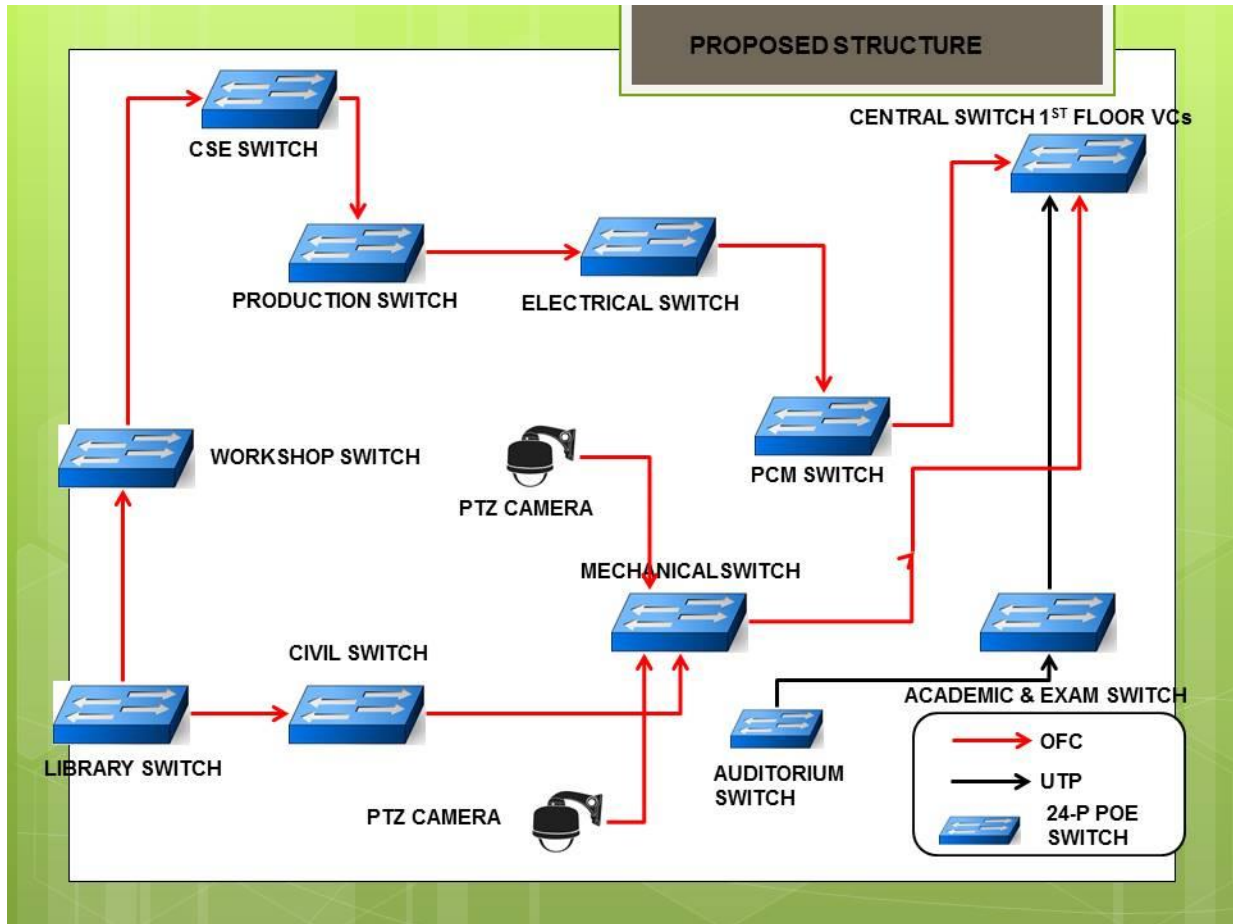 PROPOSED STRUCTURE
CENTRAL SWITCH 1ST FLOOR VCs
CSE SWITCH
PRODUCTION SWITCH
ELECTRICAL SWITCH
WORKSHOP SWITCH
PCM SWITCH
PTZ CAMERA
MECHANICALSWITCH
CIVIL SWITCH
ACADEMIC & EXAM SWITCH
LIBRARY SWITCH
AUDITORIUM
SWITCH
PTZ CAMERA
OFC
UTP
24-P POE
SWITCH